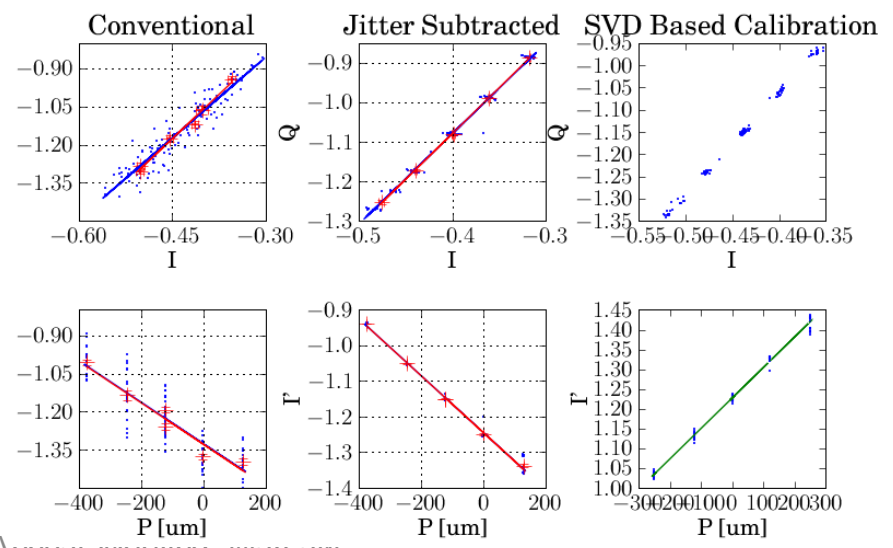 Conventional
Jitter Subtracted
SVD Based Calibration
−0.90
−1.05
−1.20
−1.35
−0.60 −0.45 −0.30
I
Q
−0.9
−1.0
−1.1
−1.2
−1.3
−0.5 −0.4 −0.3
I
Q
−0.95
−1.00
−1.05
−1.10
−1.15
−1.20
−1.25
−1.30
−1.35
−0.55 −0.50 −0.45 −0.40 −0.35
I
−0.90
−1.05
−1.20
−1.35
−400 −200 0 200
P [um]
I'
−0.9
−1.0
−1.1
−1.2
−1.3
−1.4
−400 −200 0 200
P [um]
I'
1.45
1.40
1.35
1.30
1.25
1.20
1.15
1.10
1.05
1.00
−300 −200 −100 0 100 200 300
P [um]